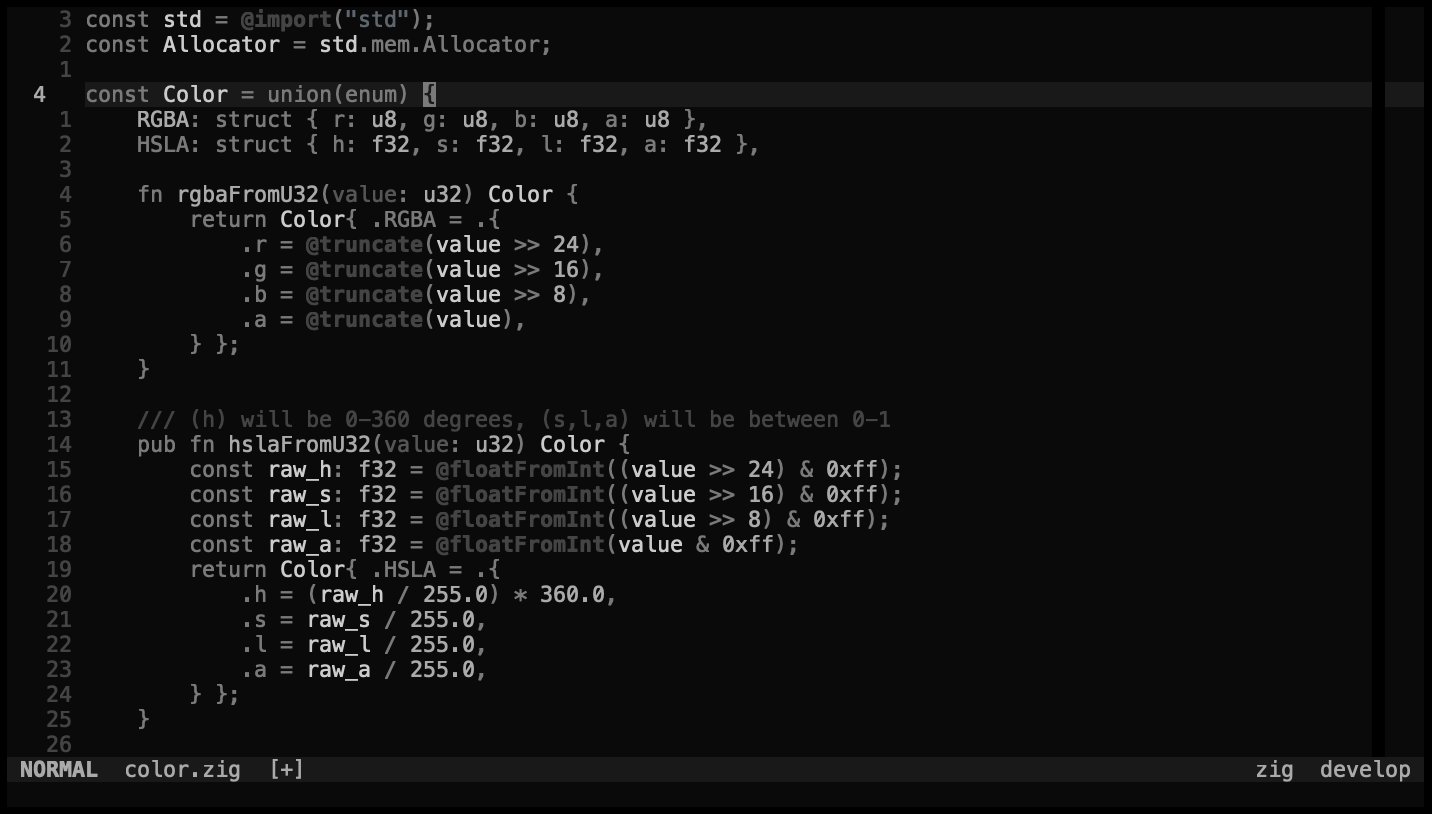 3 const std = @import("std");
2 const Allocator = std.mem.Allocator;
1
4 const Color = union(enum) {
1     RGBA: struct { r: u8, g: u8, b: u8, a: u8 },
2     HSLA: struct { h: f32, s: f32, l: f32, a: f32 },
3
4     fn rgbaFromU32(value: u32) Color {
5         return Color{ .RGBA = .{
6             .r = @truncate(value >> 24),
7             .g = @truncate(value >> 16),
8             .b = @truncate(value >> 8),
9             .a = @truncate(value),
10         } };
11     }
12
13     /// (h) will be 0-360 degrees, (s,l,a) will be between 0-1
14     pub fn hslaFromU32(value: u32) Color {
15         const raw_h: f32 = @floatFromInt((value >> 24) & 0xff);
16         const raw_s: f32 = @floatFromInt((value >> 16) & 0xff);
17         const raw_l: f32 = @floatFromInt((value >> 8) & 0xff);
18         const raw_a: f32 = @floatFromInt(value & 0xff);
19         return Color{ .HSLA = .{
20             .h = (raw_h / 255.0) * 360.0,
21             .s = raw_s / 255.0,
22             .l = raw_l / 255.0,
23             .a = raw_a / 255.0,
24         } };
25     }
26
NORMAL color.zig [+] zig develop